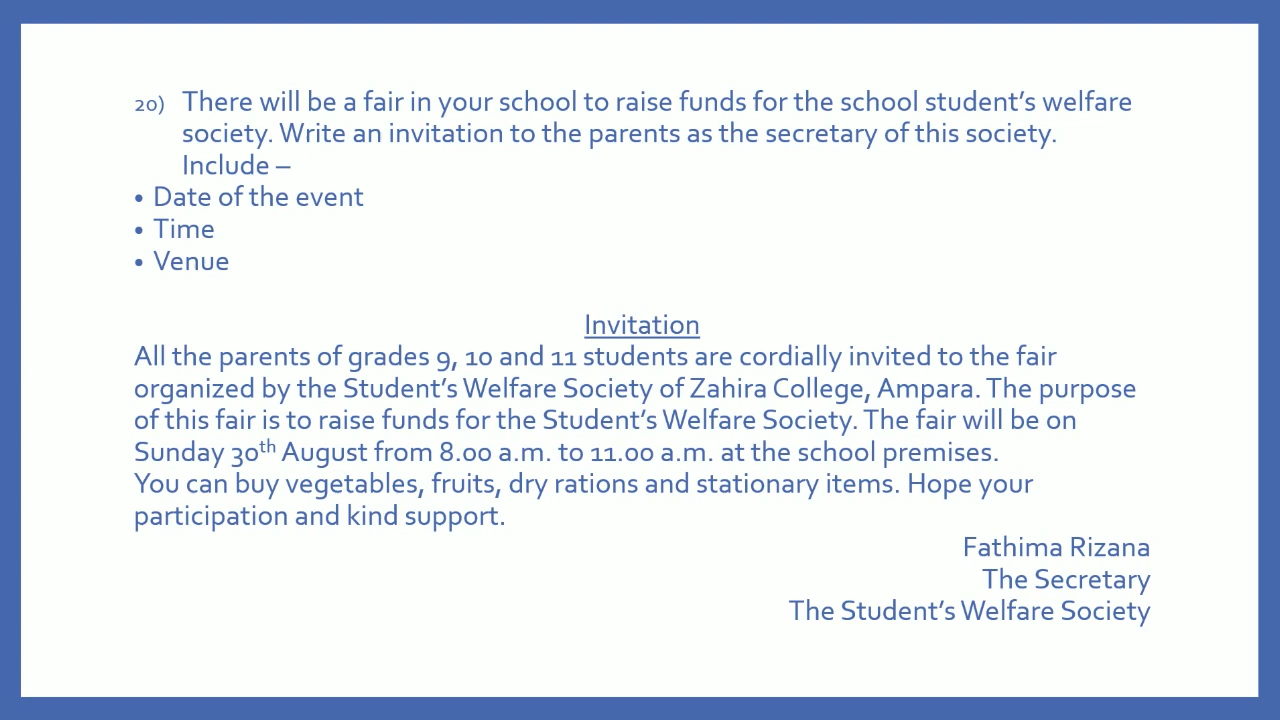 20) There will be a fair in your school to raise funds for the school student’s welfare
society. Write an invitation to the parents as the secretary of this society.
Include –
• Date of the event
• Time
• Venue
Invitation
All the parents of grades 9, 10 and 11 students are cordially invited to the fair
organized by the Student’s Welfare Society of Zahira College, Ampara. The purpose
of this fair is to raise funds for the Student’s Welfare Society. The fair will be on
Sunday 30th August from 8.00 a.m. to 11.00 a.m. at the school premises.
You can buy vegetables, fruits, dry rations and stationary items. Hope your
participation and kind support.
Fathima Rizana
The Secretary
The Student’s Welfare Society